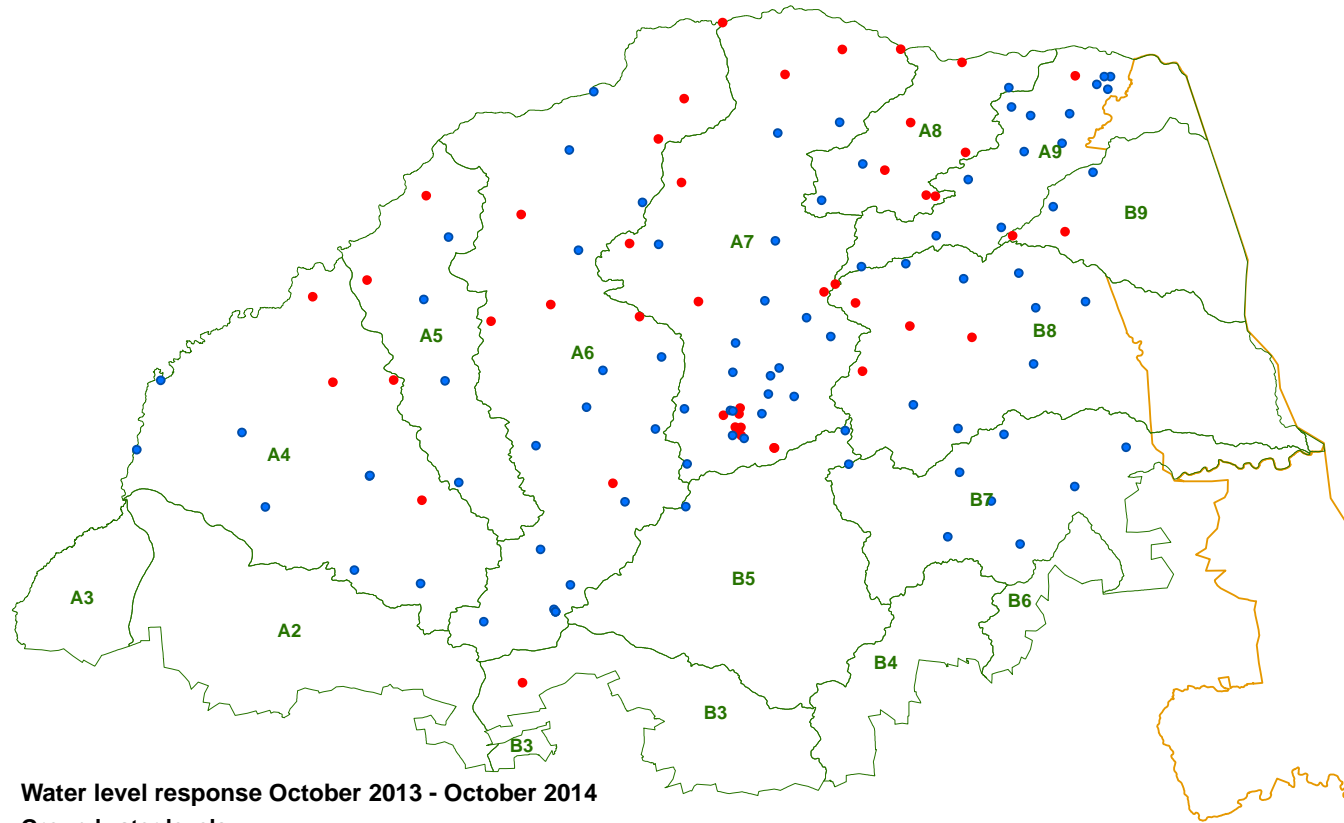 A8
A9
B9
A7
A5
B8
A6
A4
B7
B5
A3
B6
A2
B4
B3
B3
Water level response October 2013 - October 2014